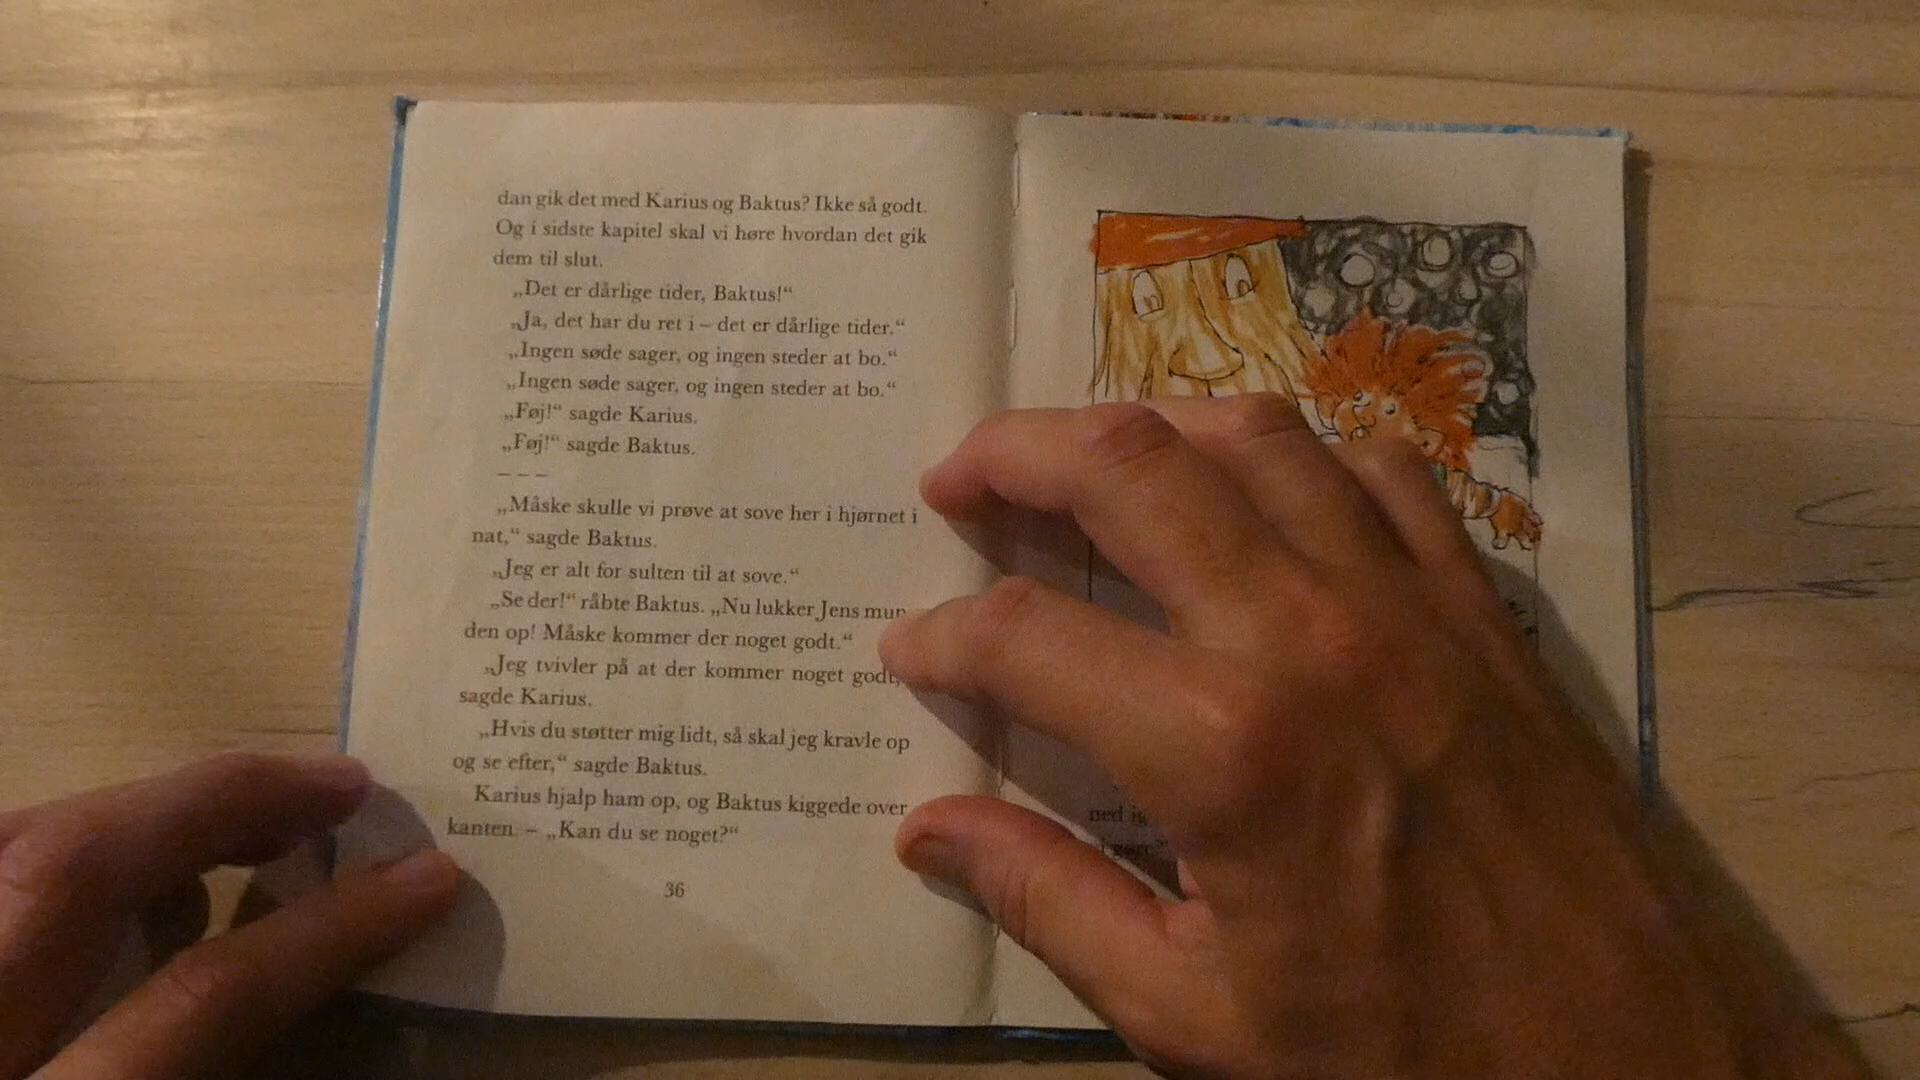 dan gik det med Karius og Baktus? Ikke så godt.
Og i sidste kapitel skal vi høre hvordan det gik
dem til slut.
„Det er dårlige tider, Baktus!“
„Ja, det har du ret i – det er dårlige tider.“
„Ingen søde sager, og ingen steder at bo.“
„Ingen søde sager, og ingen steder at bo.“
„Føj!“ sagde Karius.
„Føj!“ sagde Baktus.
– – –
„Måske skulle vi prøve at sove her i hjørnet i
nat,“ sagde Baktus.
„Jeg er alt for sulten til at sove.“
„Se der!“ råbte Baktus. „Nu lukker Jens mun
den op! Måske kommer der noget godt.“
„Jeg tvivler på at der kommer noget godt,
sagde Karius.
„Hvis du støtter mig lidt, så skal jeg kravle op
og se efter,“ sagde Baktus.
Karius hjalp ham op, og Baktus kiggede over
kanten. – „Kan du se noget?“
36
ned i